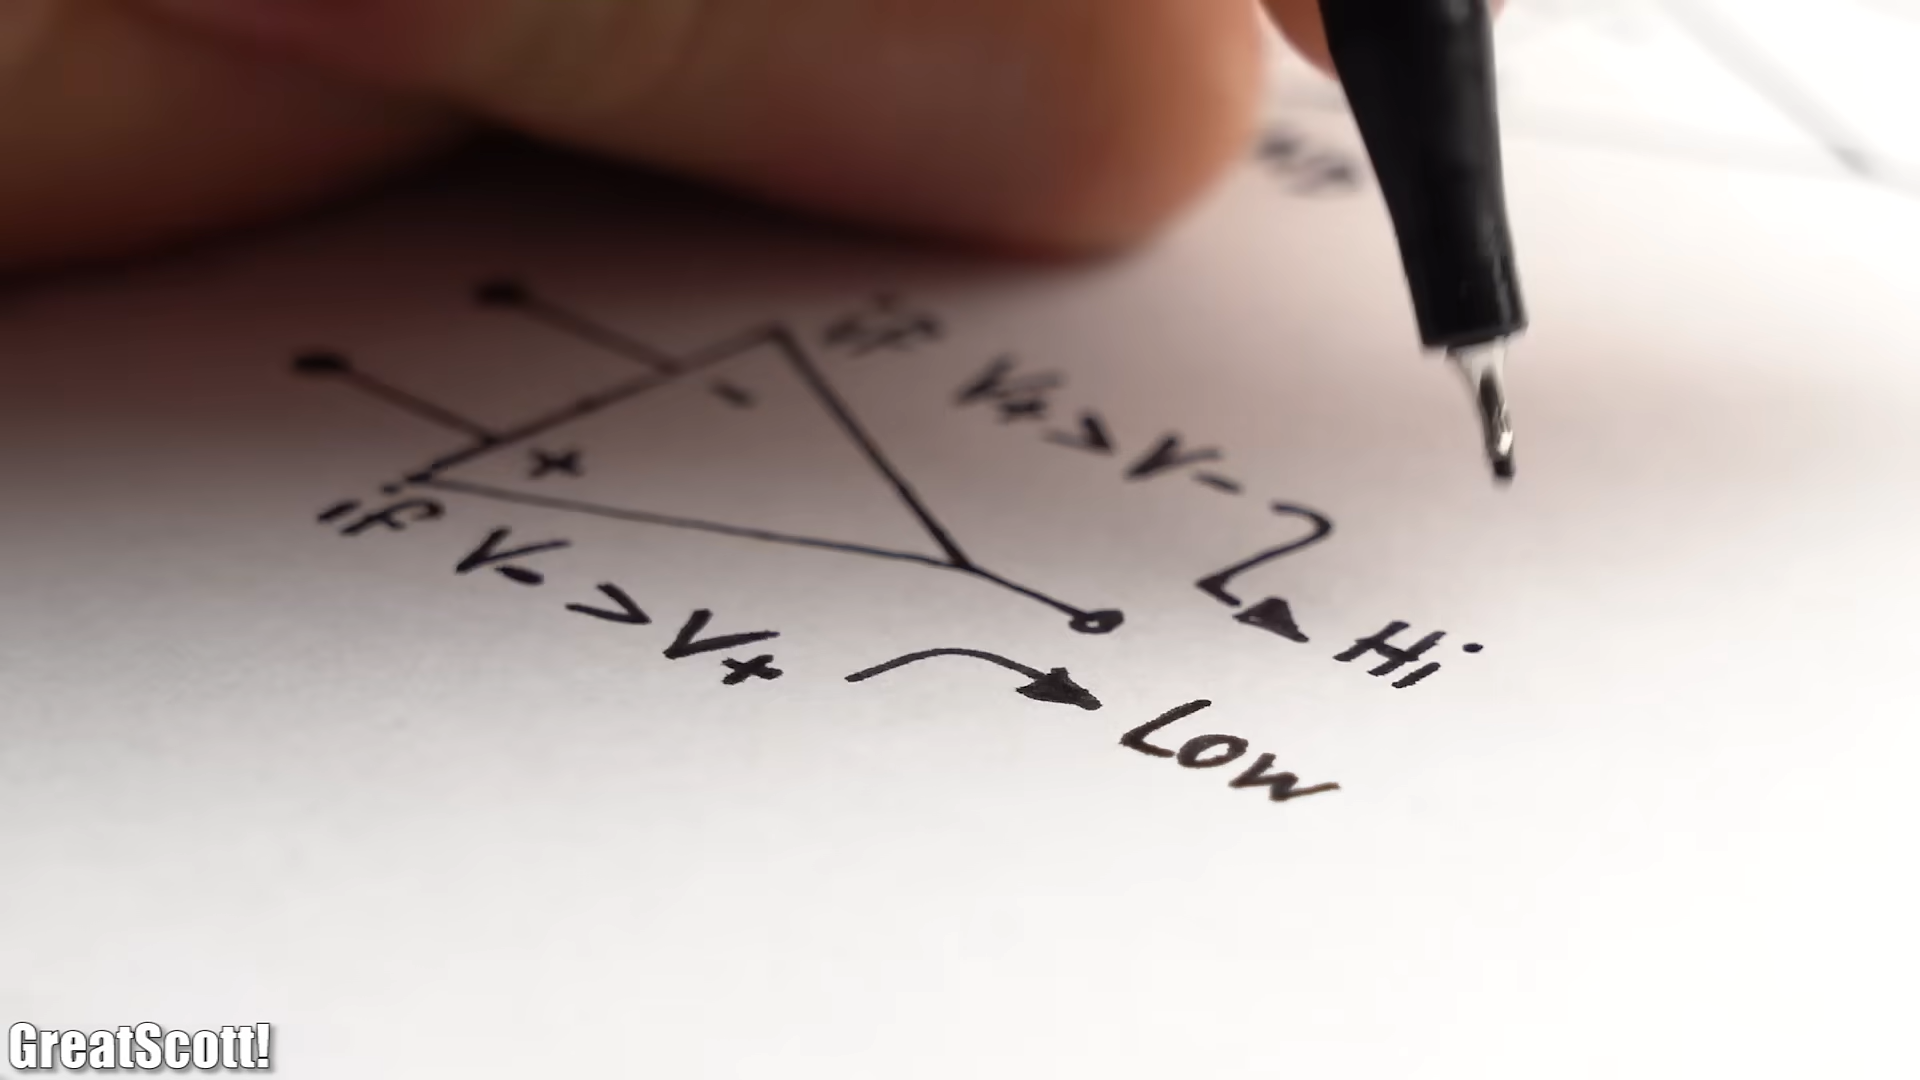 -
+
if V+ > V-
Hi
if V- > V+
Low
GreatScott!